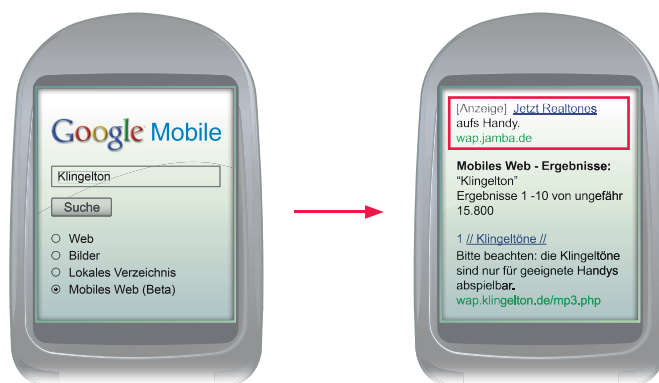 Google Mobile
Klingelton
Suche
Web
Bilder
Lokales Verzeichnis
Mobiles Web (Beta)
[Anzeige] Jetzt Realtones
aufs Handy.
wap.jamba.de
Mobiles Web - Ergebnisse:
“Klingelton”
Ergebnisse 1 -10 von ungefähr
15.800
1 // Klingeltöne //
Bitte beachten: die Klingeltöne
sind nur für geeignete Handys
abspielbar.
wap.klingelton.de/mp3.php